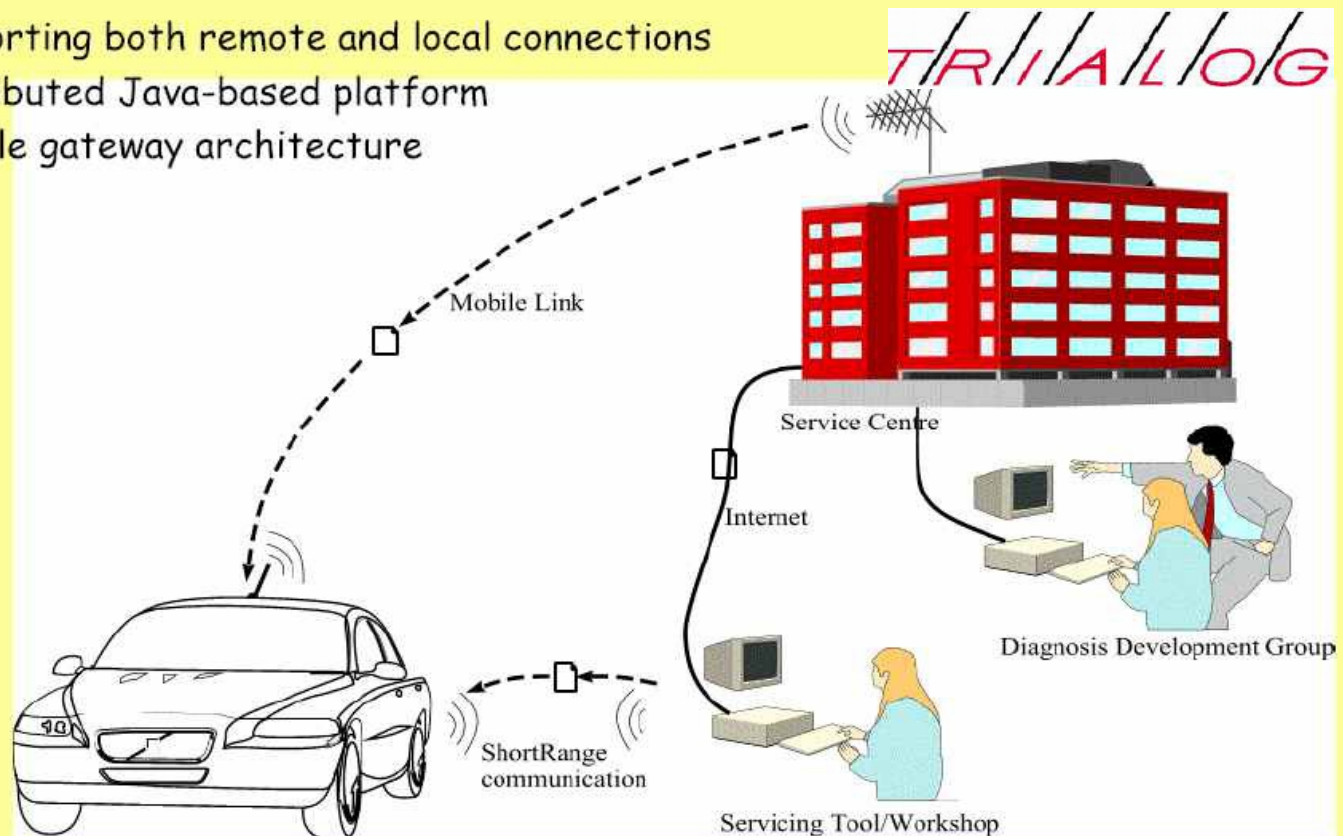 orting both remote and local connections
TRIALOG
buted Java-based platform
le gateway architecture
Mobile Link
Service Centre
Internet
Diagnosis Development Group
ShortRange
communication
Servicing Tool/Workshop